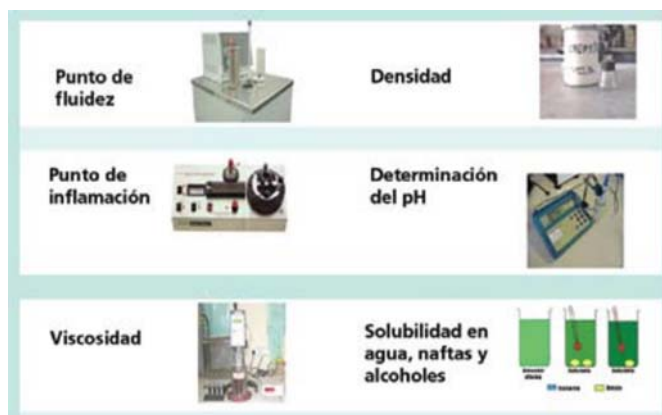 Punto de
fluidez
Densidad
Punto de
inflamación
Determinación
del pH
Viscosidad
Solubilidad en
agua, naftas y
alcoholes